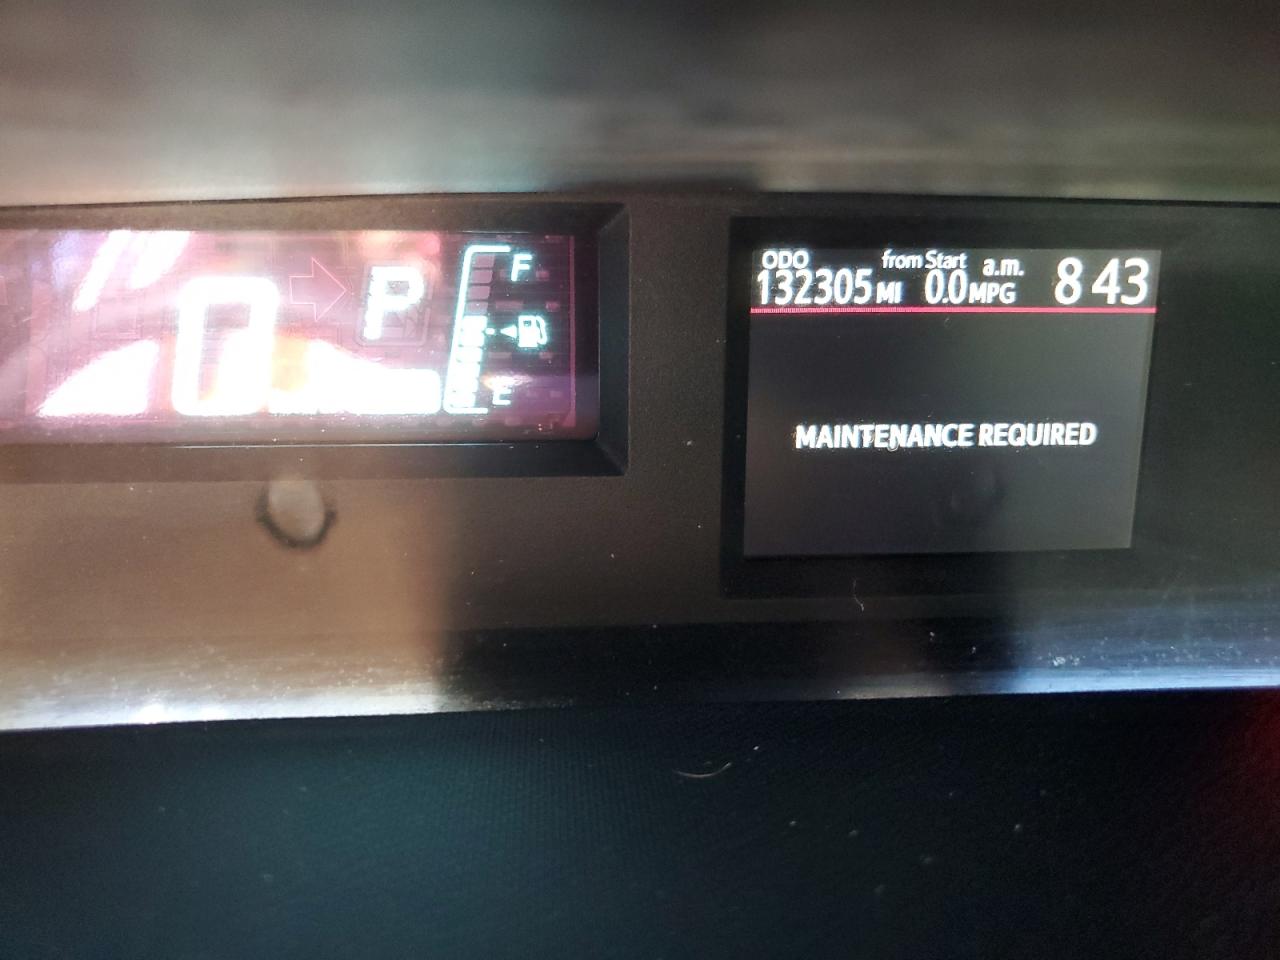 0 P F
E
ODO from Start a.m. 8 43
132305 MI 0.0 MPG
MAINTENANCE REQUIRED